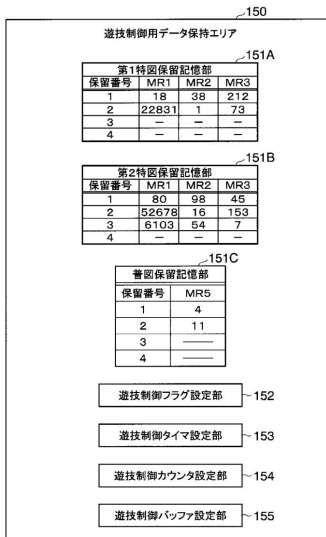 150
遊技制御用データ保持エリア
151A
第1特図保留記憶部
保留番号 MR1 MR2 MR3
1 18 38 212
2 22831 1 73
3 — — —
4 — — —
151B
第2特図保留記憶部
保留番号 MR1 MR2 MR3
1 80 98 45
2 52678 16 153
3 6103 54 7
4 — — —
151C
普図保留記憶部
保留番号 MR5
1 4
2 11
3 ——
4 ——
遊技制御フラグ設定部 152
遊技制御タイマ設定部 153
遊技制御カウンタ設定部 154
遊技制御バッファ設定部 155